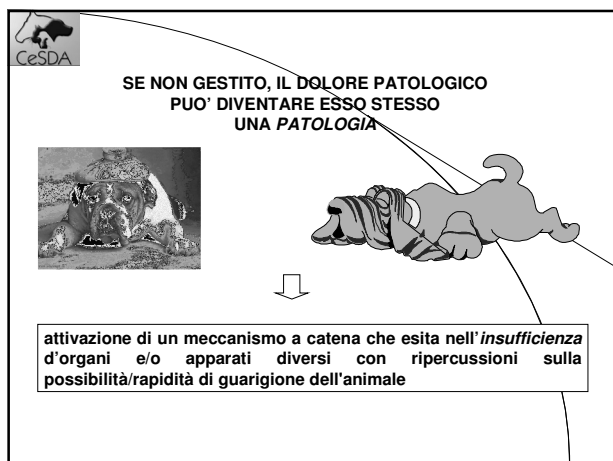 CeSDA
SE NON GESTITO, IL DOLORE PATOLOGICO
PUO' DIVENTARE ESSO STESSO
UNA PATOLOGIA
attivazione di un meccanismo a catena che esita nell'insufficienza
d'organi e/o apparati diversi con ripercussioni sulla
possibilità/rapidità di guarigione dell'animale